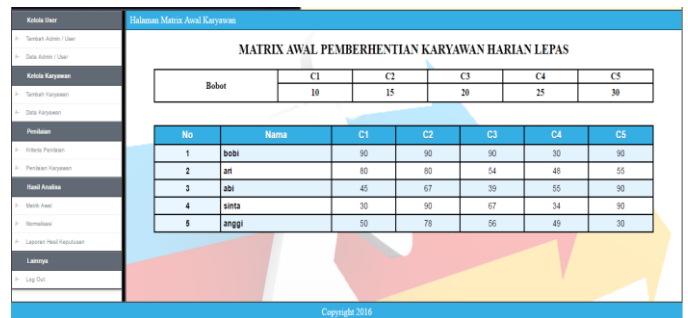 Kelola User
Tambah Admin / User
Data Admin / User
Kelola Karyawan
Tambah Karyawan
Data Karyawan
Penilaian
Kriteria Penilaian
Penilaian Karyawan
Hasil Analisa
Matrik Awal
Normalisasi
Laporan Hasil Keputusan
Lainnya
Log Out
Halaman Matrix Awal Karyawan
MATRIX AWAL PEMBERHENTIAN KARYAWAN HARIAN LEPAS
Bobot C1 C2 C3 C4 C5
10 15 20 25 30
No Nama C1 C2 C3 C4 C5
1 bobi 90 90 90 30 90
2 ari 80 80 54 48 55
3 abi 45 67 39 55 90
4 sinta 30 90 67 34 90
5 anggi 50 78 56 49 30
Copyright 2016